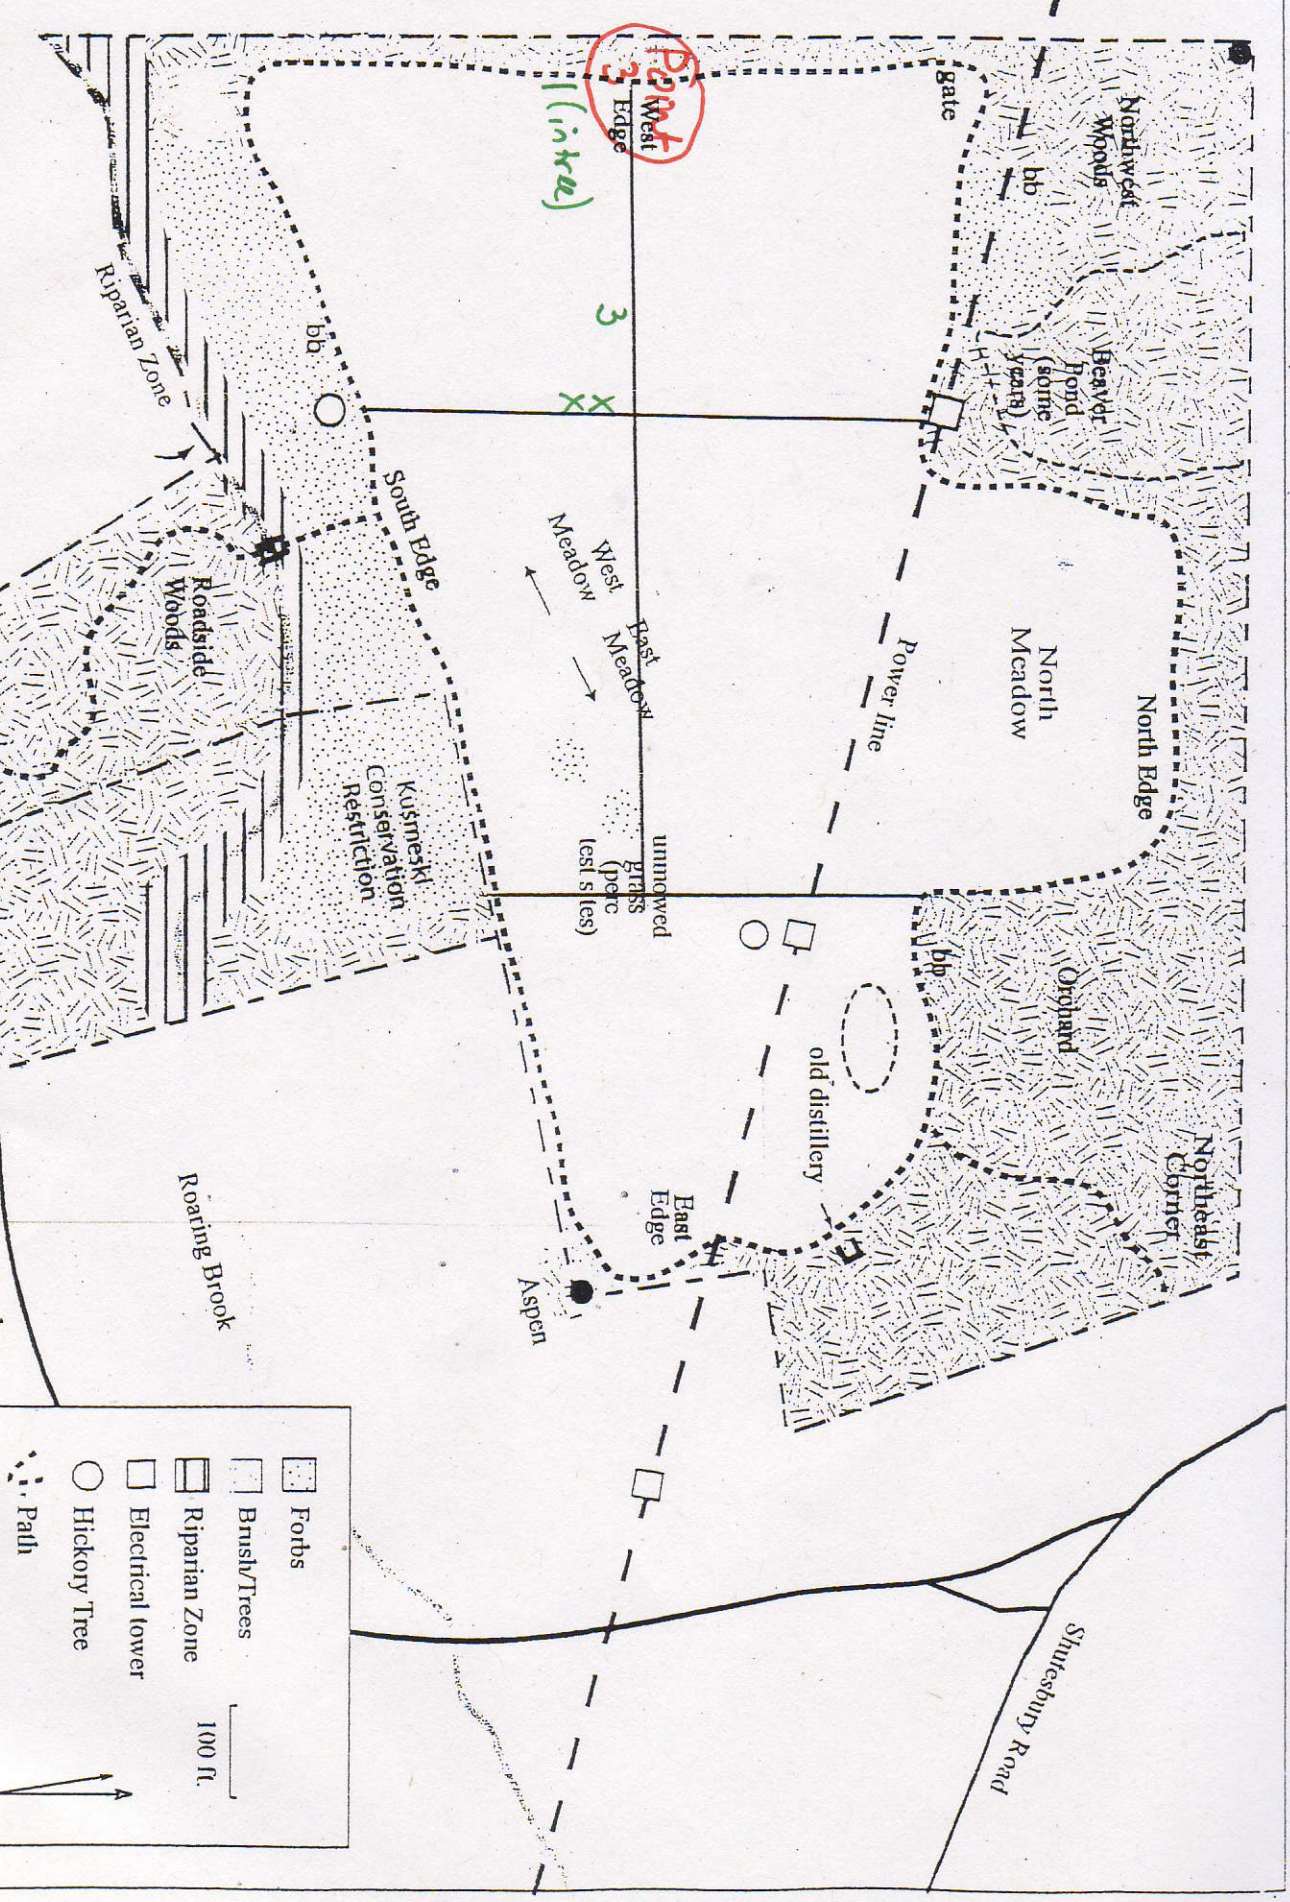 Northwest
Woods
bb
gate
Beaver
Pond
(some
years)
North Edge
North
Meadow
Power line
Northeast
Corner
Orchard
bb
old distillery
Point
3
West
Edge
1 (in tree)
3
xx
West
Meadow
East
Meadow
unmowed
grass
(perc
test sites)
East
Edge
Aspen
South Edge
bb
Riparian Zone
Roadside
Woods
Kusmeski
Conservation
Restriction
Roaring Brook
Shutesbury Road
Forbs
Brush/Trees
Riparian Zone
Electrical tower
Hickory Tree
Path
100 ft.